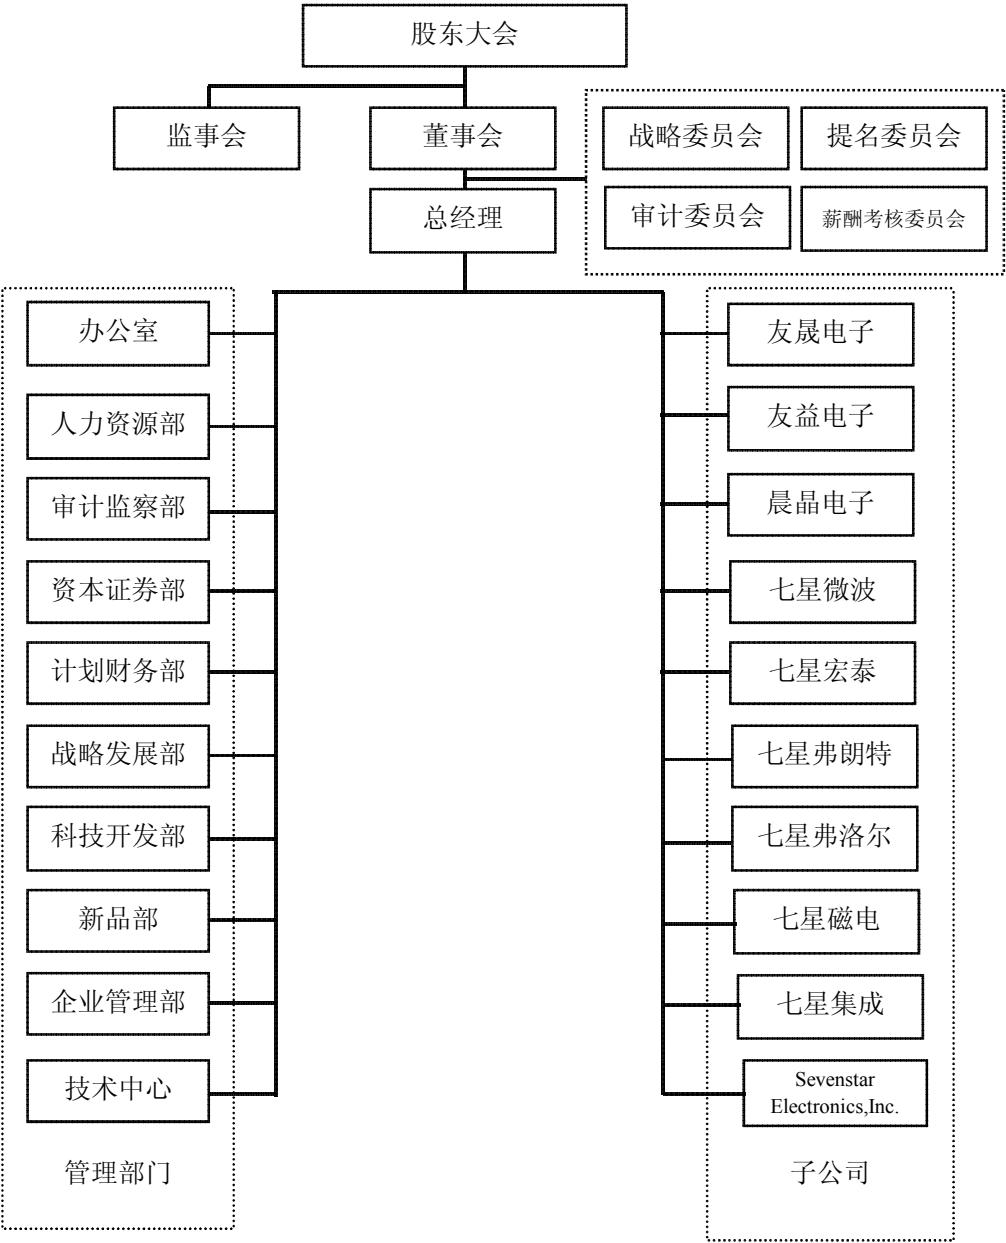 股东大会
监事会
董事会
战略委员会
提名委员会
总经理
审计委员会
薪酬考核委员会
办公室
人力资源部
审计监察部
资本证券部
计划财务部
战略发展部
科技开发部
新品部
企业管理部
技术中心
管理部门
友晟电子
友益电子
晨晶电子
七星微波
七星宏泰
七星弗朗特
七星弗洛尔
七星磁电
七星集成
Sevenstar
Electronics,Inc.
子公司